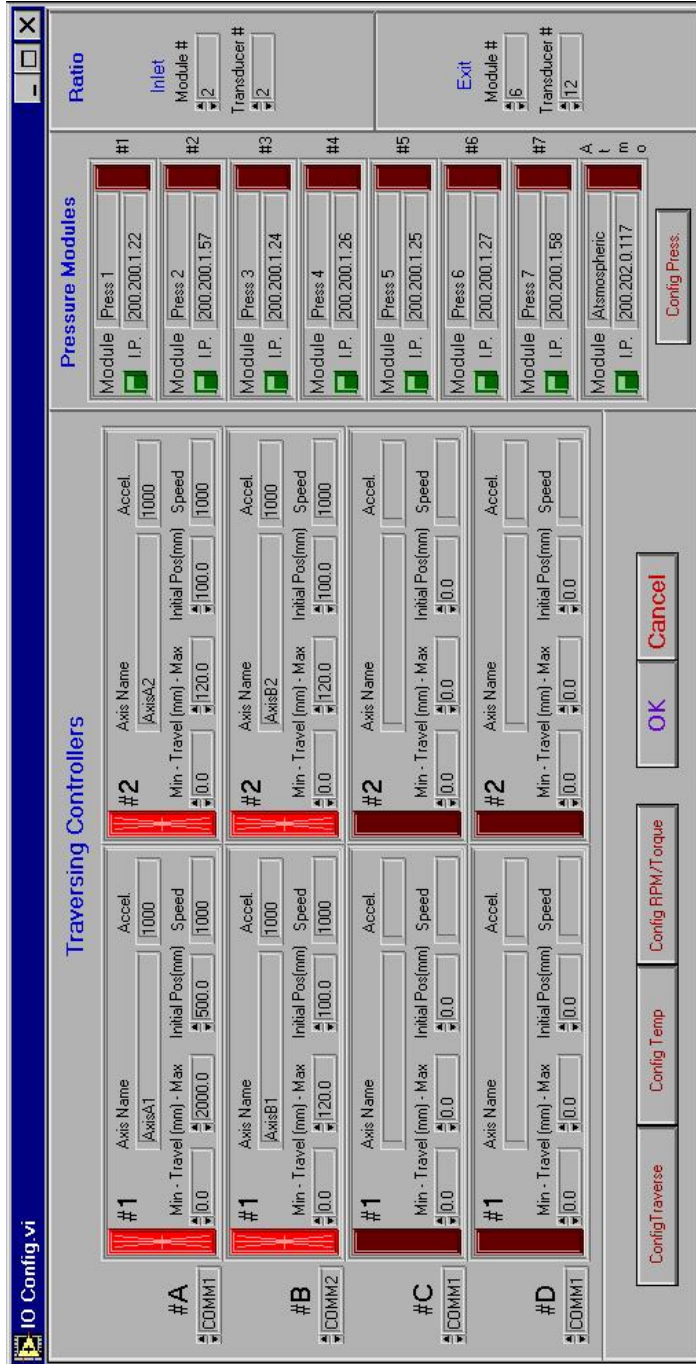 IO Config.vi
Traversing Controllers
#A
COMM1
#1
Axis Name
AxisA1
Accel.
1000
Min - Travel (mm) - Max
0.0
2000.0
Initial Pos(mm)
500.0
Speed
1000
#2
Axis Name
AxisA2
Accel.
1000
Min - Travel (mm) - Max
0.0
120.0
Initial Pos(mm)
100.0
Speed
1000
#B
COMM2
#1
Axis Name
AxisB1
Accel.
1000
Min - Travel (mm) - Max
0.0
120.0
Initial Pos(mm)
100.0
Speed
1000
#2
Axis Name
AxisB2
Accel.
1000
Min - Travel (mm) - Max
0.0
120.0
Initial Pos(mm)
100.0
Speed
1000
#C
COMM1
#1
Axis Name
Accel.
Min - Travel (mm) - Max
0.0
0.0
Initial Pos(mm)
0.0
Speed
#2
Axis Name
Accel.
Min - Travel (mm) - Max
0.0
0.0
Initial Pos(mm)
0.0
Speed
#D
COMM1
#1
Axis Name
Accel.
Min - Travel (mm) - Max
0.0
0.0
Initial Pos(mm)
0.0
Speed
#2
Axis Name
Accel.
Min - Travel (mm) - Max
0.0
0.0
Initial Pos(mm)
0.0
Speed
ConfigTraverse
Config Temp
Config RPM/Torque
OK
Cancel
Pressure Modules
Module Press 1
I.P. 200.200.1.22
#1
Module Press 2
I.P. 200.200.1.57
#2
Module Press 3
I.P. 200.200.1.24
#3
Module Press 4
I.P. 200.200.1.26
#4
Module Press 5
I.P. 200.200.1.25
#5
Module Press 6
I.P. 200.200.1.27
#6
Module Press 7
I.P. 200.200.1.58
#7
Module Atsmospheric
I.P. 200.202.0.117
A
t
m
o
Config Press.
Ratio
Inlet
Module #
2
Transducer #
2
Exit
Module #
6
Transducer #
12